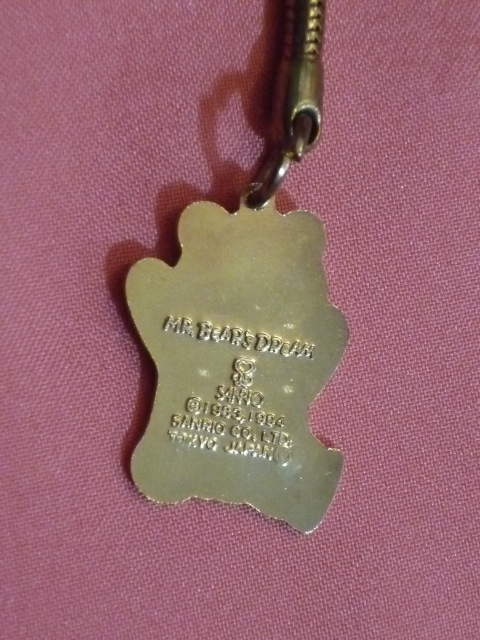 MR. BEAR'S DREAM
SANRIO
© 1983, 1984
SANRIO CO., LTD.
TOKYO JAPAN